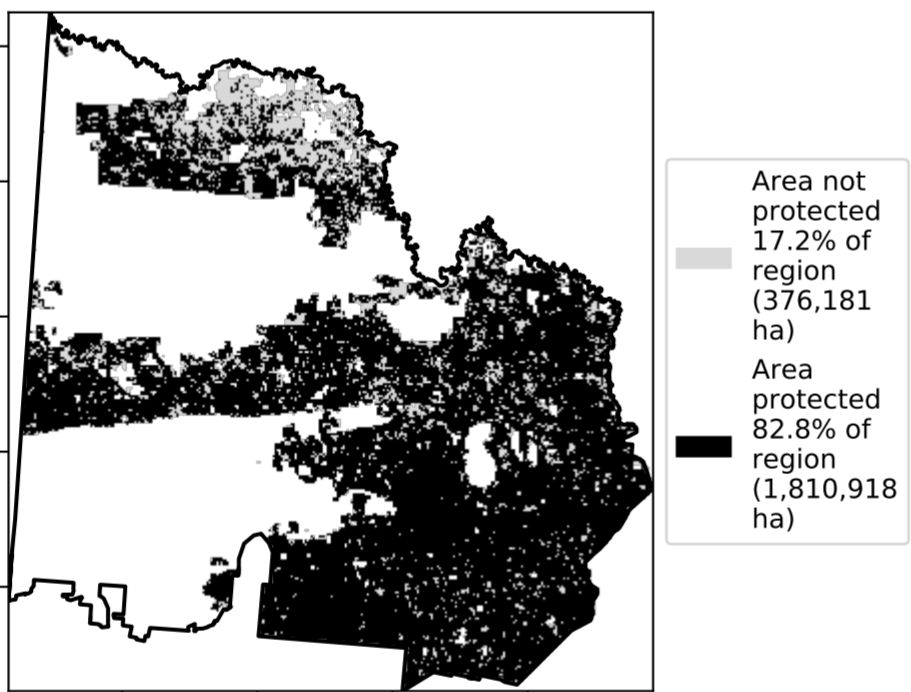 Area not
protected
17.2% of
region
(376,181
ha)
Area
protected
82.8% of
region
(1,810,918
ha)